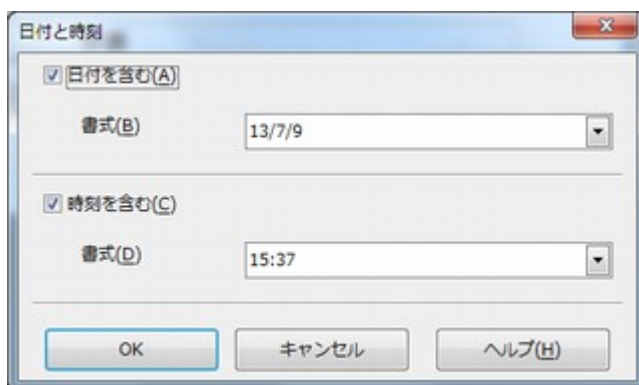 日付と時刻
日付を含む(A)
書式(B)
13/7/9
時刻を含む(C)
書式(D)
15:37
OK
キャンセル
ヘルプ(H)